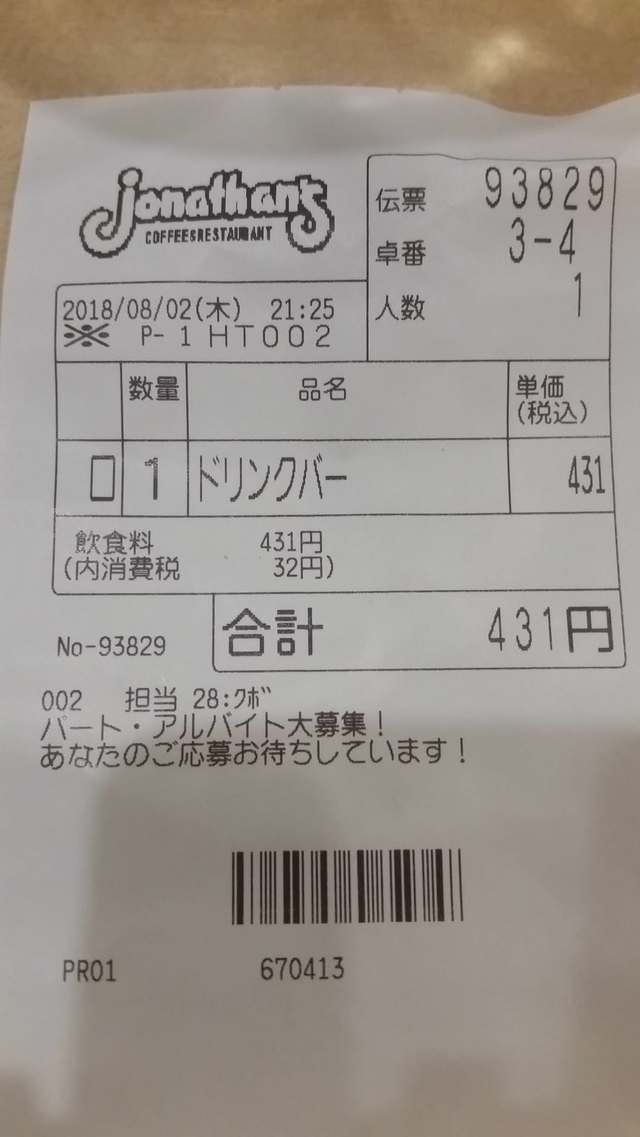 Jonathan's
COFFEE&RESTAURANT
伝票 93829
卓番 3-4
人数 1
2018/08/02(木) 21:25
※ P- 1 HT002
数量 品名 単価
(税込)
1 ドリンクバー 431
飲食料 431円
(内消費税 32円)
No-93829 合計 431円
002 担当 28:クボ
パート・アルバイト大募集!
あなたのご応募お待ちしています!
PR01 670413